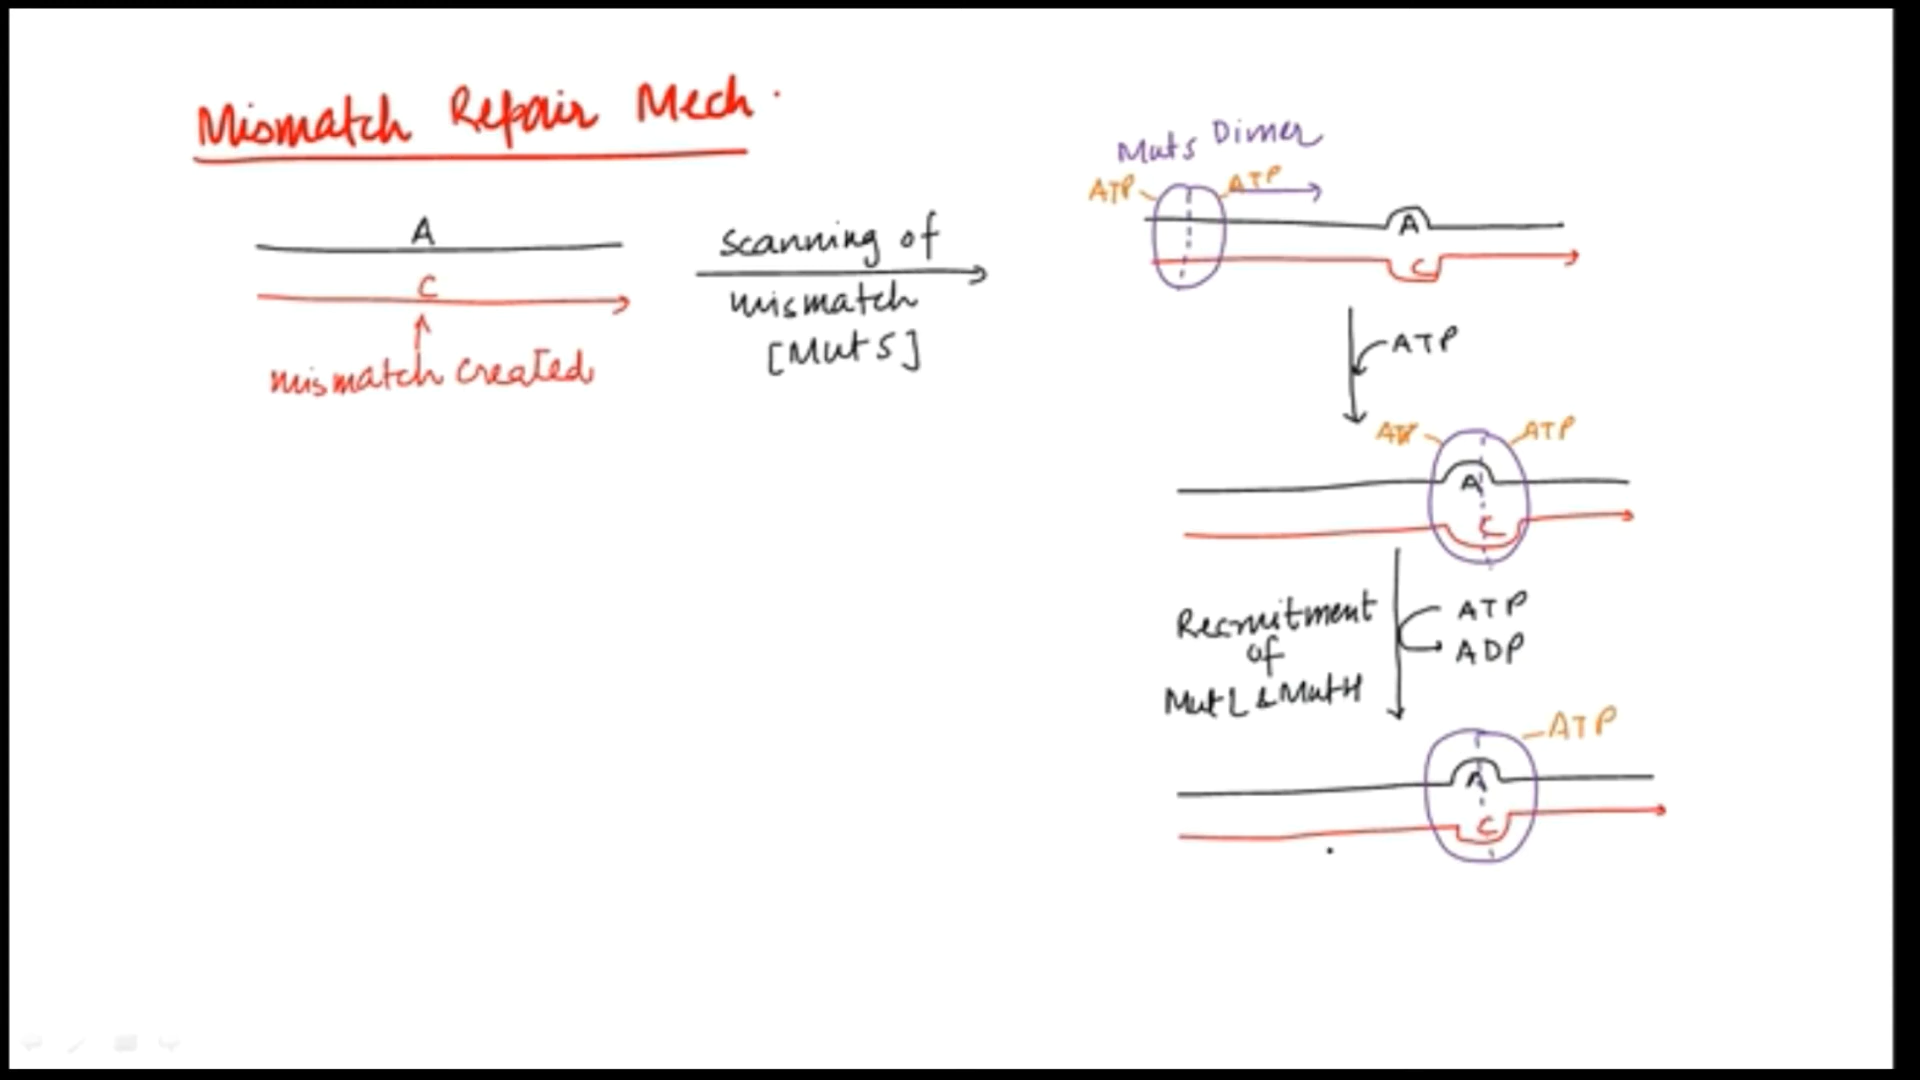 Mismatch Repair Mech.
A
C
mismatch created
scanning of
mismatch
[MutS]
MutS Dimer
ATP
ATP
A
C
ATP
ATP
ATP
A
C
Recruitment
of
MutL & MutH
ATP
ADP
ATP
A
C